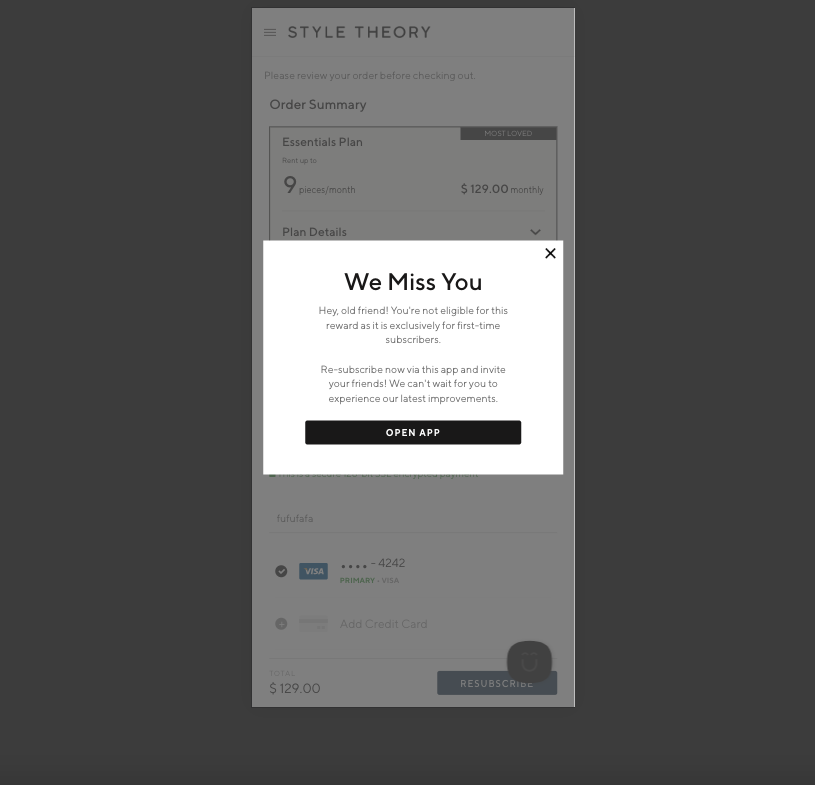 STYLE THEORY
Please review your order before checking out.
Order Summary
MOST LOVED
Essentials Plan
Rent up to
9 pieces/month
$ 129.00 monthly
Plan Details
We Miss You
Hey, old friend! You're not eligible for this
reward as it is exclusively for first-time
subscribers.
Re-subscribe now via this app and invite
your friends! We can't wait for you to
experience our latest improvements.
OPEN APP
fufufafa
VISA
•••• - 4242
PRIMARY - VISA
Add Credit Card
TOTAL
$ 129.00
RESUBSCRIBE